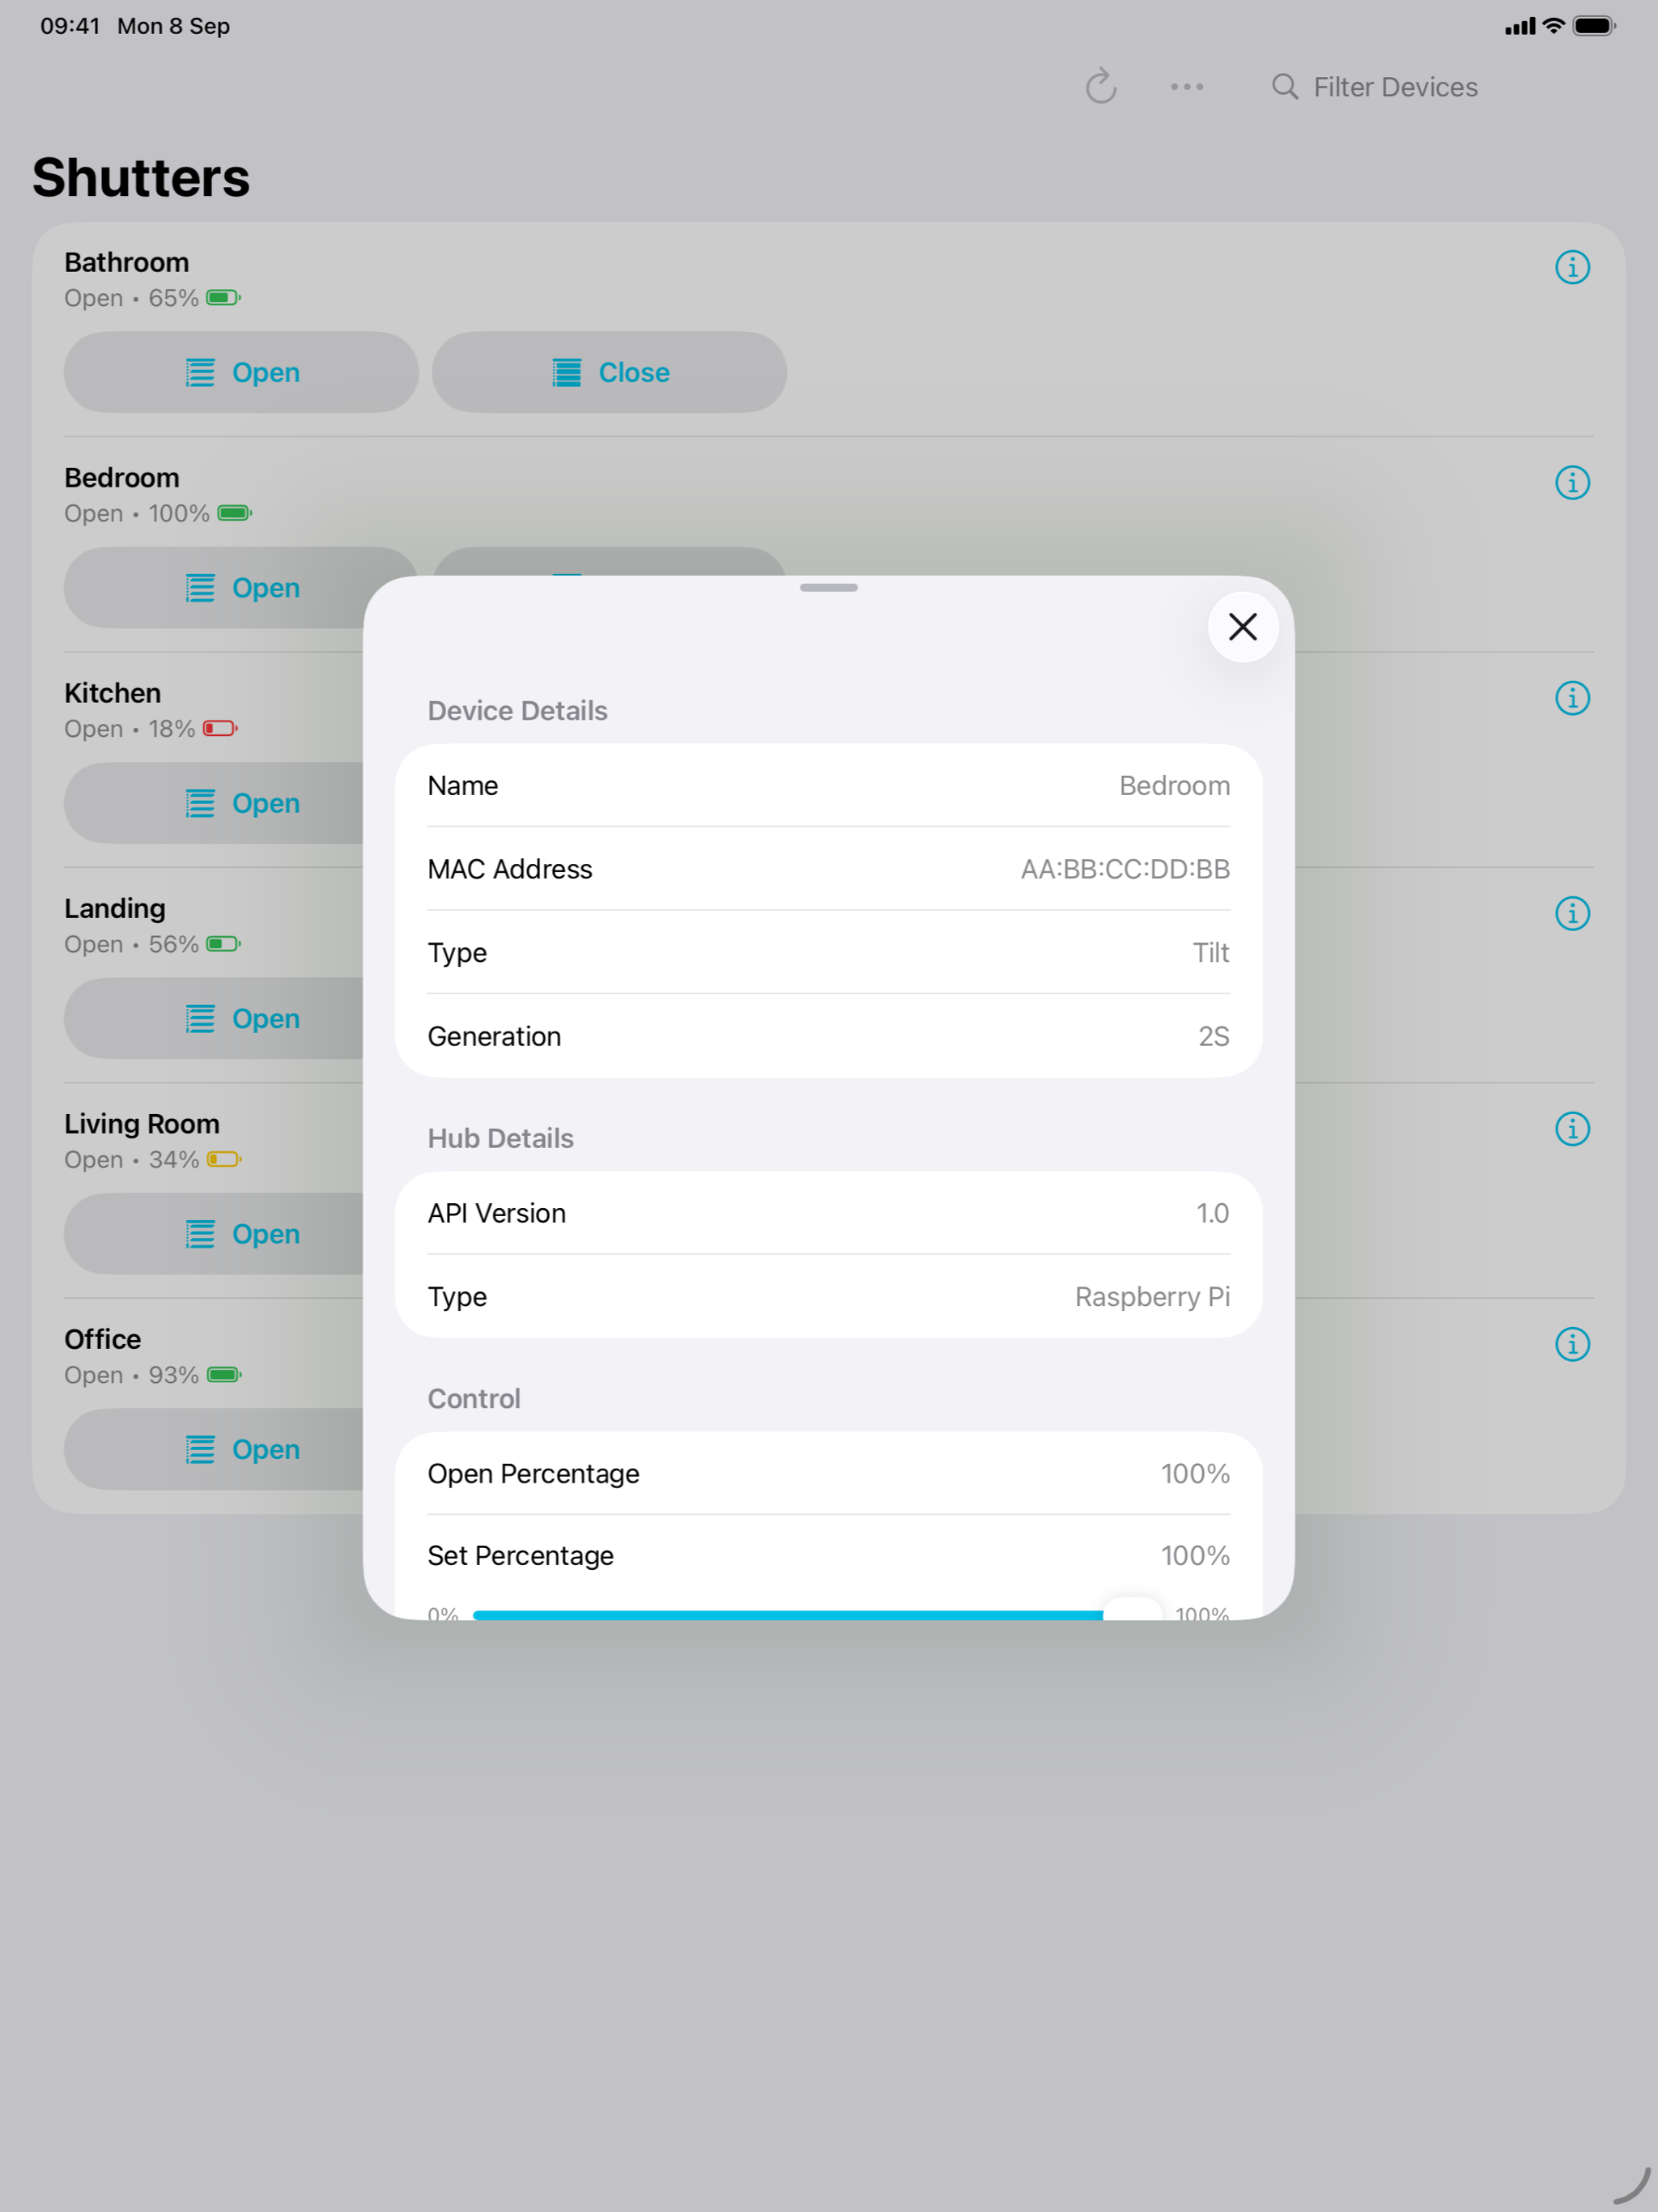 09:41 Mon 8 Sep
Filter Devices
Shutters
Bathroom
Open • 65%
Open
Close
Bedroom
Open • 100%
Open
Kitchen
Open • 18%
Open
Landing
Open • 56%
Open
Living Room
Open • 34%
Open
Office
Open • 93%
Open
Device Details
Name Bedroom
MAC Address AA:BB:CC:DD:BB
Type Tilt
Generation 2S
Hub Details
API Version 1.0
Type Raspberry Pi
Control
Open Percentage 100%
Set Percentage 100%
0% 100%